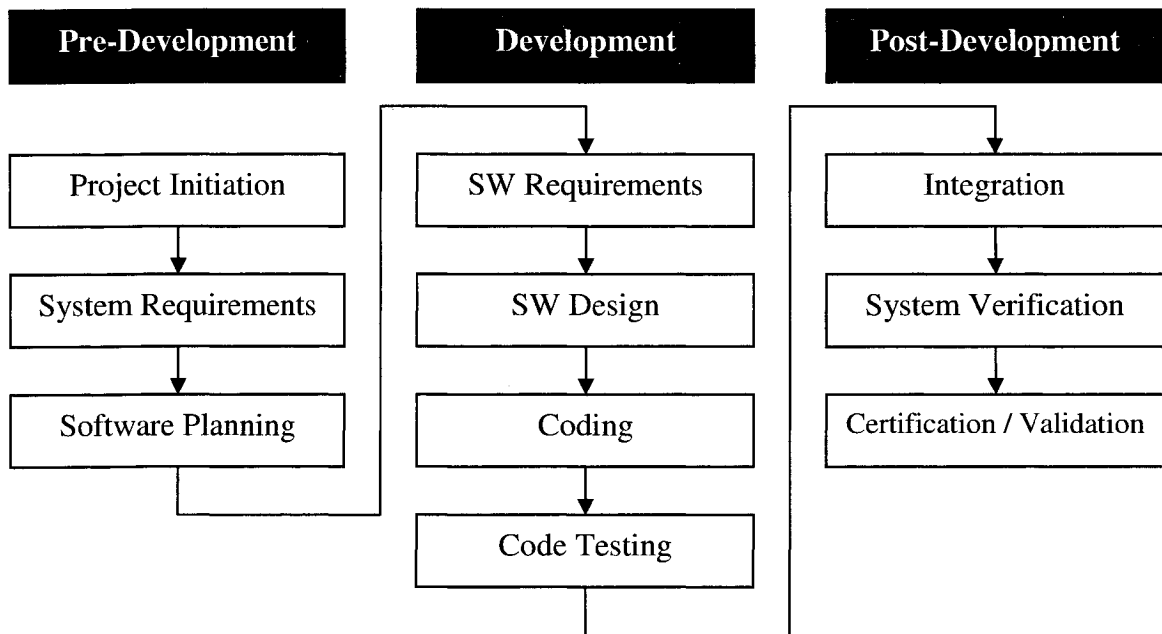 Pre-Development
Project Initiation
System Requirements
Software Planning
Development
SW Requirements
SW Design
Coding
Code Testing
Post-Development
Integration
System Verification
Certification / Validation